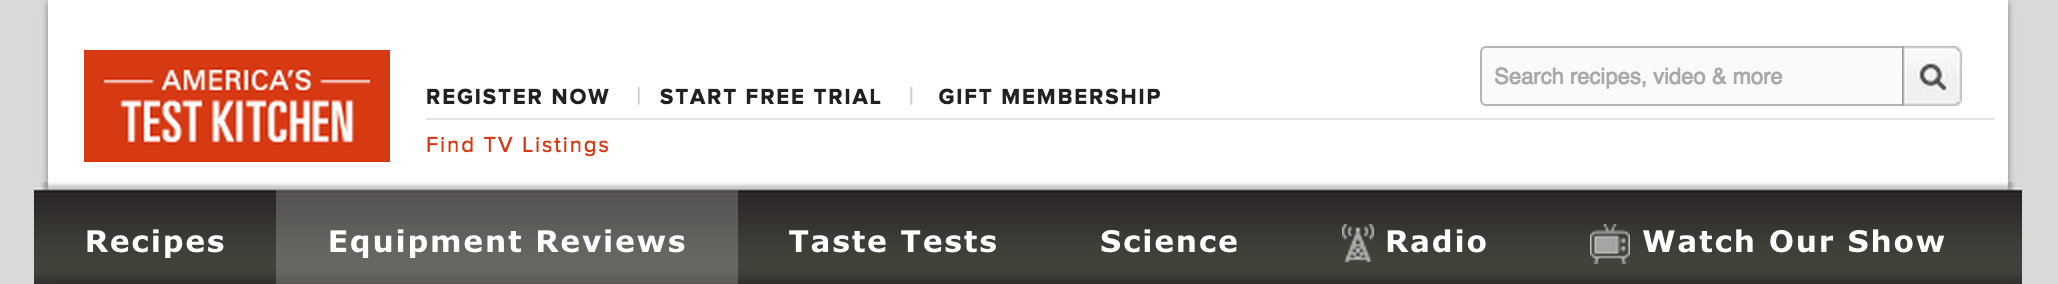 AMERICA'S
TEST KITCHEN
REGISTER NOW | START FREE TRIAL | GIFT MEMBERSHIP
Search recipes, video & more
Find TV Listings
Recipes Equipment Reviews Taste Tests Science Radio Watch Our Show